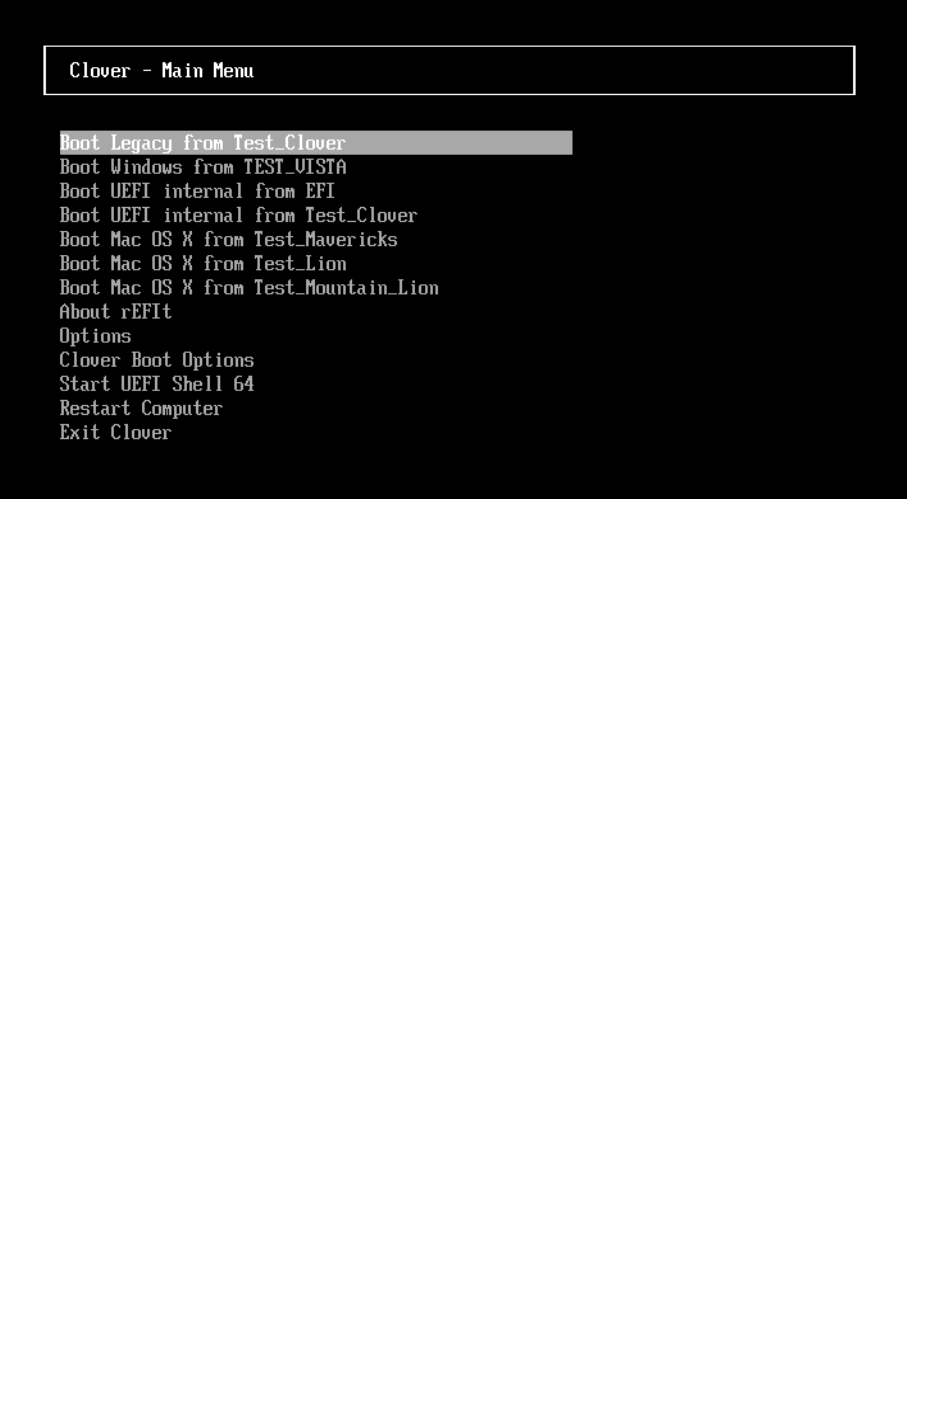 Clover - Main Menu
Boot Legacy from Test_Clover
Boot Windows from TEST_VISTA
Boot UEFI internal from EFI
Boot UEFI internal from Test_Clover
Boot Mac OS X from Test_Mavericks
Boot Mac OS X from Test_Lion
Boot Mac OS X from Test_Mountain_Lion
About rEFIt
Options
Clover Boot Options
Start UEFI Shell 64
Restart Computer
Exit Clover